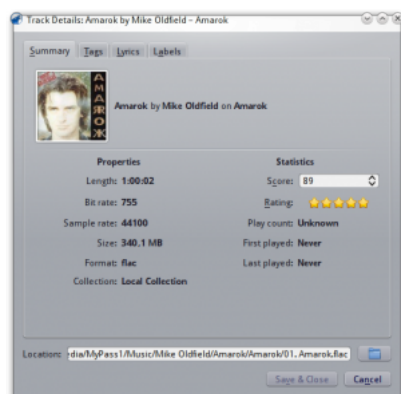 Track Details: Amarok by Mike Oldfield - Amarok
Summary Tags Lyrics Labels
AMAROK
Amarok by Mike Oldfield on Amarok
Properties
Length: 1:00:02
Bit rate: 755
Sample rate: 44100
Size: 340.1 MB
Format: flac
Collection: Local Collection
Statistics
Score: 89
Rating:
Play count: Unknown
First played: Never
Last played: Never
Location: dia/MyPass1/Music/Mike Oldfield/Amarok/Amarok/01. Amarok.flac
Save & Close Cancel